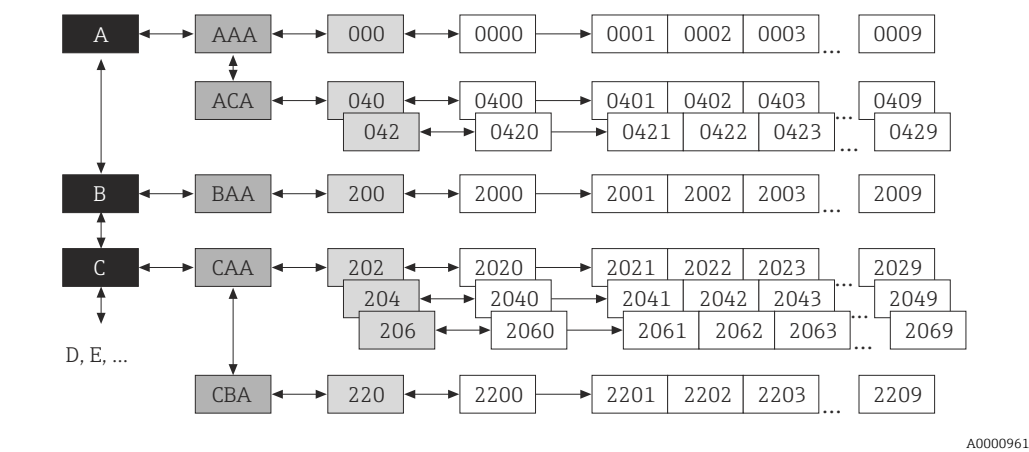 A AAA 000 0000 0001 0002 0003 ... 0009
ACA 040 0400 0401 0402 0403 ... 0409
042 0420 0421 0422 0423 ... 0429
B BAA 200 2000 2001 2002 2003 ... 2009
C CAA 202 2020 2021 2022 2023 ... 2029
204 2040 2041 2042 2043 ... 2049
206 2060 2061 2062 2063 ... 2069
D, E, ...
CBA 220 2200 2201 2202 2203 ... 2209
A0000961